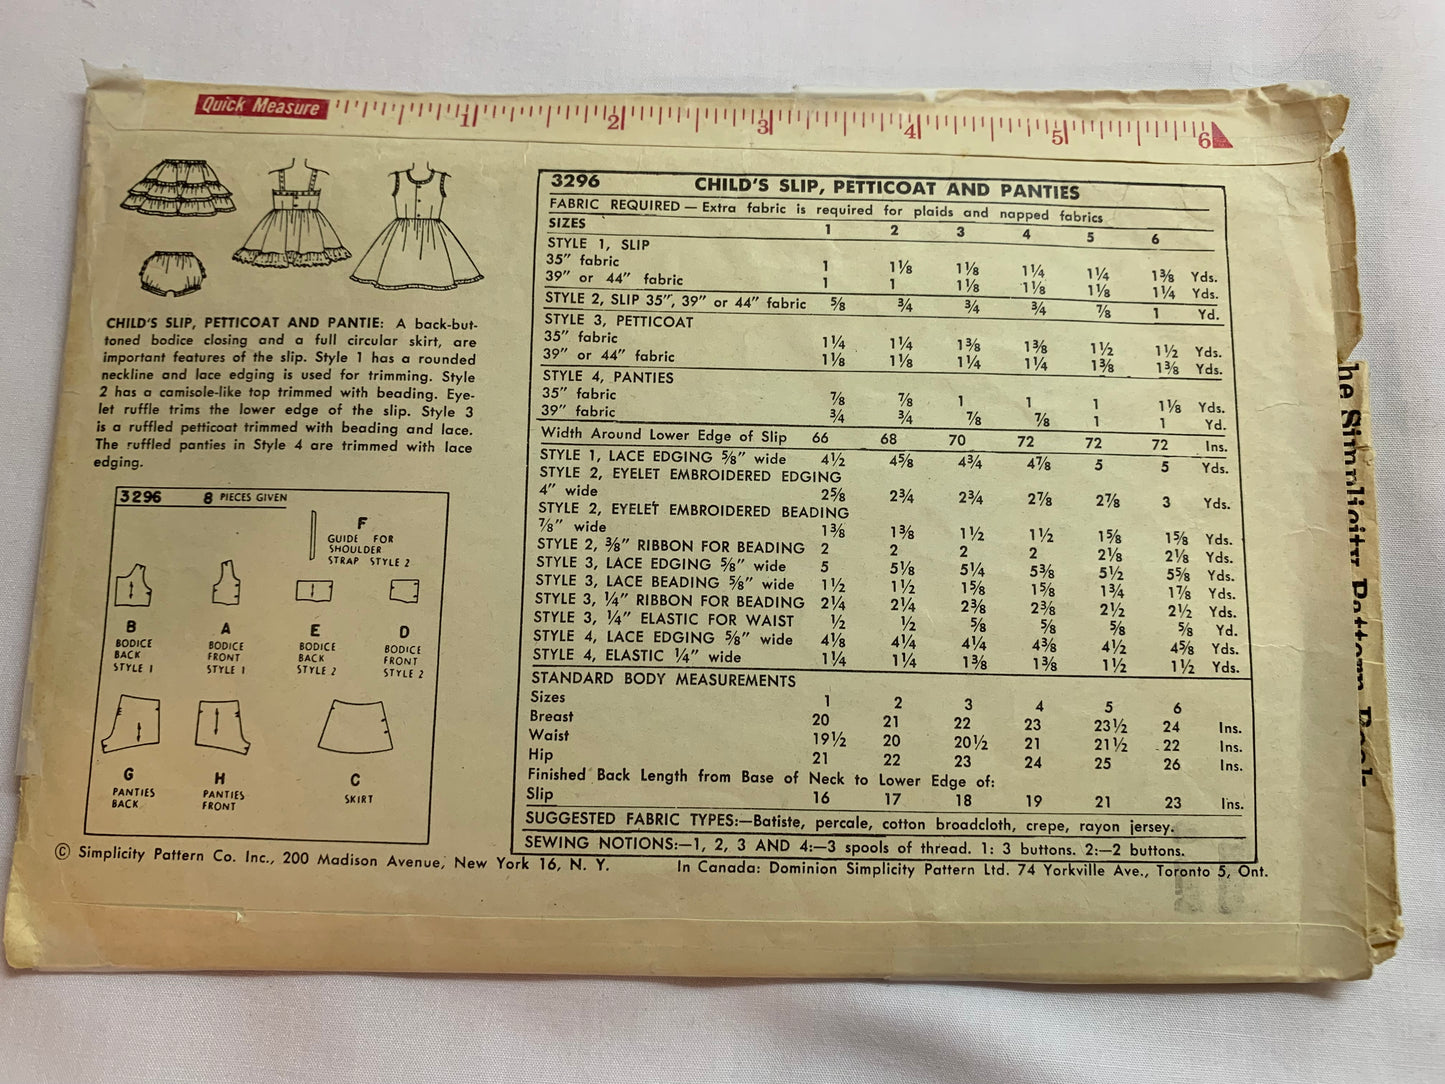 Quick Measure
1 2 3 4 5 6
CHILD'S SLIP, PETTICOAT AND PANTIE: A back-but-
toned bodice closing and a full circular skirt, are
important features of the slip. Style 1 has a rounded
neckline and lace edging is used for trimming. Style
2 has a camisole-like top trimmed with beading. Eye-
let ruffle trims the lower edge of the slip. Style 3
is a ruffled petticoat trimmed with beading and lace.
The ruffled panties in Style 4 are trimmed with lace
edging.
3296 8 PIECES GIVEN
F
GUIDE FOR
SHOULDER
STRAP STYLE 2
B
BODICE
BACK
STYLE 1
A
BODICE
FRONT
STYLE 1
E
BODICE
BACK
STYLE 2
D
BODICE
FRONT
STYLE 2
G
PANTIES
BACK
H
PANTIES
FRONT
C
SKIRT
3296 CHILD'S SLIP, PETTICOAT AND PANTIES
FABRIC REQUIRED — Extra fabric is required for plaids and napped fabrics
SIZES 1 2 3 4 5 6
STYLE 1, SLIP
35" fabric 1 1⅛ 1⅛ 1¼ 1¼ 1⅜ Yds.
39" or 44" fabric 1 1 1⅛ 1⅛ 1⅛ 1¼ Yds.
STYLE 2, SLIP 35", 39" or 44" fabric ⅝ ¾ ¾ ¾ ⅞ 1 Yd.
STYLE 3, PETTICOAT
35" fabric 1¼ 1¼ 1⅜ 1⅜ 1½ 1½ Yds.
39" or 44" fabric 1⅛ 1⅛ 1¼ 1¼ 1⅜ 1⅜ Yds.
STYLE 4, PANTIES
35" fabric ⅞ ⅞ 1 1 1 1⅛ Yds.
39" fabric ¾ ¾ ⅞ ⅞ 1 1 Yd.
Width Around Lower Edge of Slip 66 68 70 72 72 72 Ins.
STYLE 1, LACE EDGING ⅝" wide 4½ 4⅝ 4¾ 4⅞ 5 5 Yds.
STYLE 2, EYELET EMBROIDERED EDGING
4" wide 2⅝ 2¾ 2¾ 2⅞ 2⅞ 3 Yds.
STYLE 2, EYELET EMBROIDERED BEADING
⅞" wide 1⅜ 1⅜ 1½ 1½ 1⅝ 1⅝ Yds.
STYLE 2, ⅜" RIBBON FOR BEADING 2 2 2 2 2⅛ 2⅛ Yds.
STYLE 3, LACE EDGING ⅝" wide 5 5⅛ 5¼ 5⅜ 5½ 5⅝ Yds.
STYLE 3, LACE BEADING ⅝" wide 1½ 1½ 1⅝ 1⅝ 1¾ 1⅞ Yds.
STYLE 3, ¼" RIBBON FOR BEADING 2¼ 2¼ 2⅜ 2⅜ 2½ 2½ Yds.
STYLE 3, ¼" ELASTIC FOR WAIST ½ ½ ⅝ ⅝ ⅝ ⅝ Yd.
STYLE 4, LACE EDGING ⅝" wide 4⅛ 4¼ 4¼ 4⅜ 4½ 4⅝ Yds.
STYLE 4, ELASTIC ¼" wide 1¼ 1¼ 1⅜ 1⅜ 1½ 1½ Yds.
STANDARD BODY MEASUREMENTS
Sizes 1 2 3 4 5 6
Breast 20 21 22 23 23½ 24 Ins.
Waist 19½ 20 20½ 21 21½ 22 Ins.
Hip 21 22 23 24 25 26 Ins.
Finished Back Length from Base of Neck to Lower Edge of:
Slip 16 17 18 19 21 23 Ins.
SUGGESTED FABRIC TYPES:—Batiste, percale, cotton broadcloth, crepe, rayon jersey.
SEWING NOTIONS:—1, 2, 3 AND 4:—3 spools of thread. 1: 3 buttons. 2:—2 buttons.
© Simplicity Pattern Co. Inc., 200 Madison Avenue, New York 16, N. Y. In Canada: Dominion Simplicity Pattern Ltd. 74 Yorkville Ave., Toronto 5, Ont.
he Simplicity Pattern Book